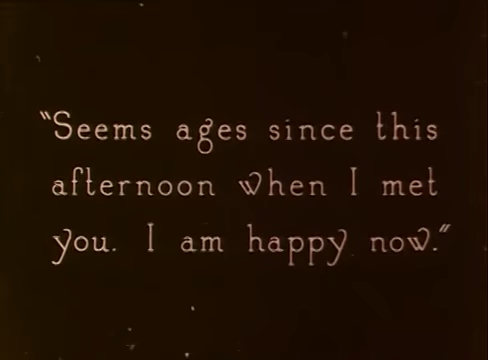 "Seems ages since this
afternoon when I met
you. I am happy now."